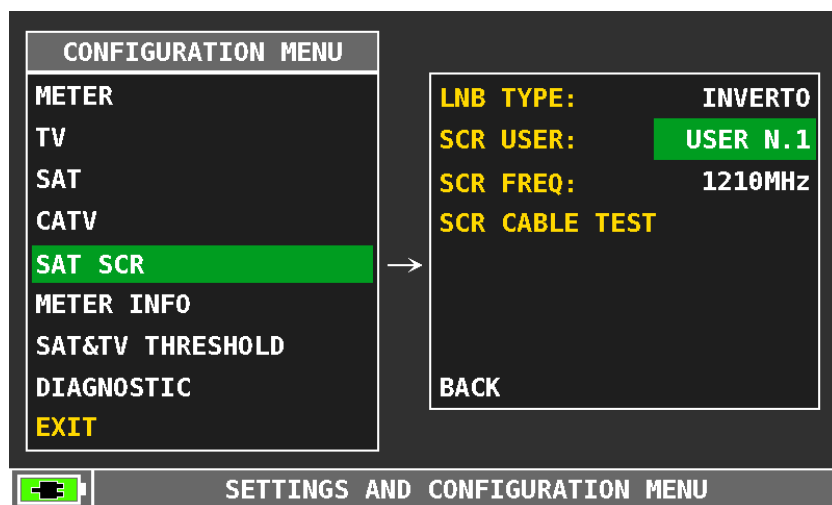 CONFIGURATION MENU
METER
TV
SAT
CATV
SAT SCR
METER INFO
SAT&TV THRESHOLD
DIAGNOSTIC
EXIT
LNB TYPE: INVERTO
SCR USER: USER N.1
SCR FREQ: 1210MHz
SCR CABLE TEST
BACK
SETTINGS AND CONFIGURATION MENU